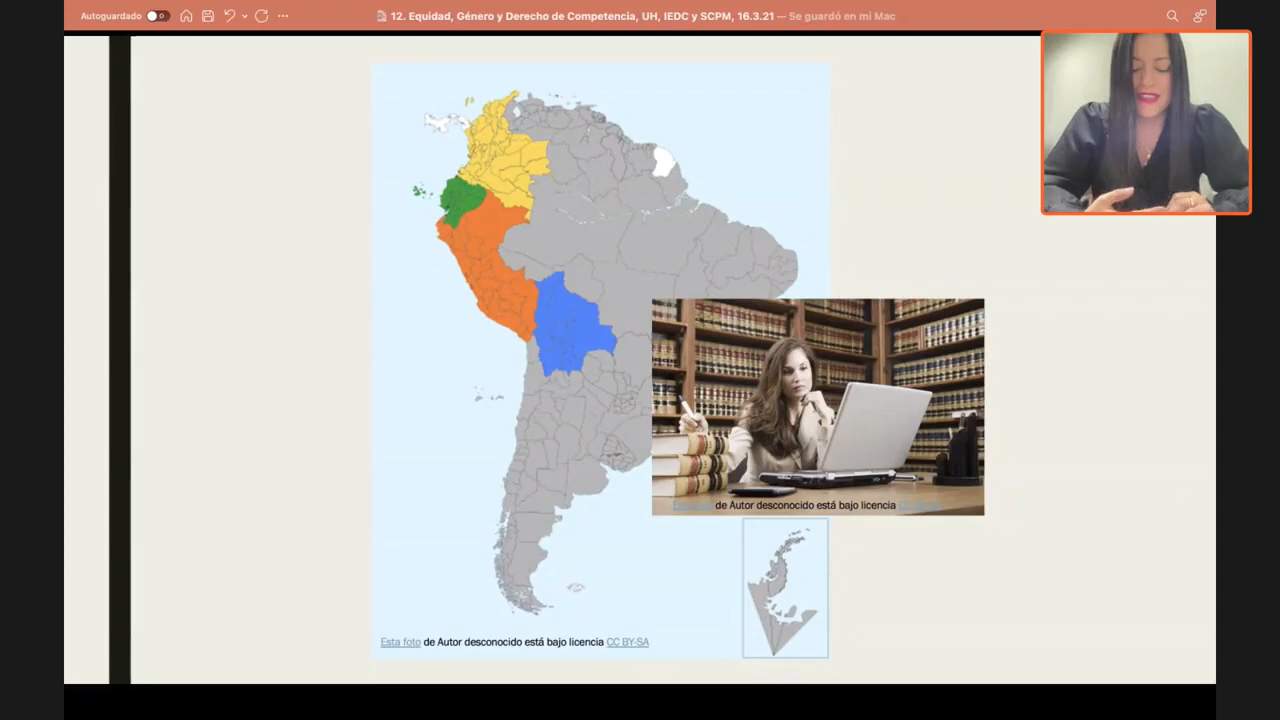 Autoguardado
12. Equidad, Género y Derecho de Competencia, UH, IEDC y SCPM, 16.3.21 — Se guardó en mi Mac
de Autor desconocido está bajo licencia
Esta foto de Autor desconocido está bajo licencia CC BY-SA